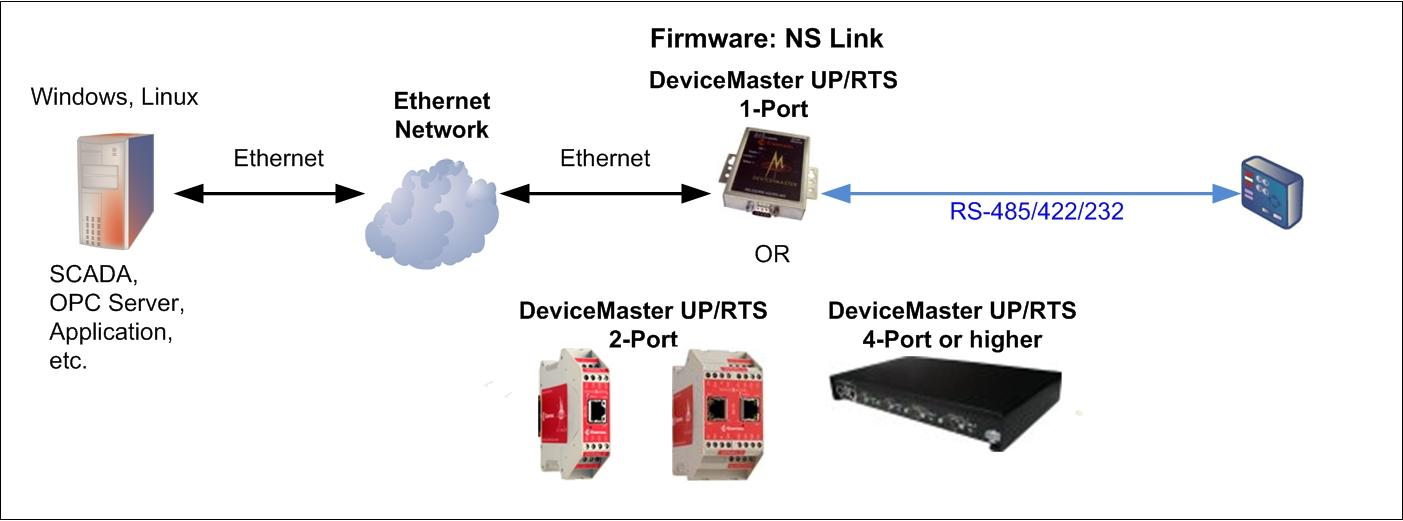 Firmware: NS Link
DeviceMaster UP/RTS
1-Port
Windows, Linux
Ethernet
Network
Ethernet
Ethernet
DEVICEMASTER
RS-485/422/232
OR
SCADA,
OPC Server,
Application,
etc.
DeviceMaster UP/RTS
2-Port
DeviceMaster UP/RTS
4-Port or higher